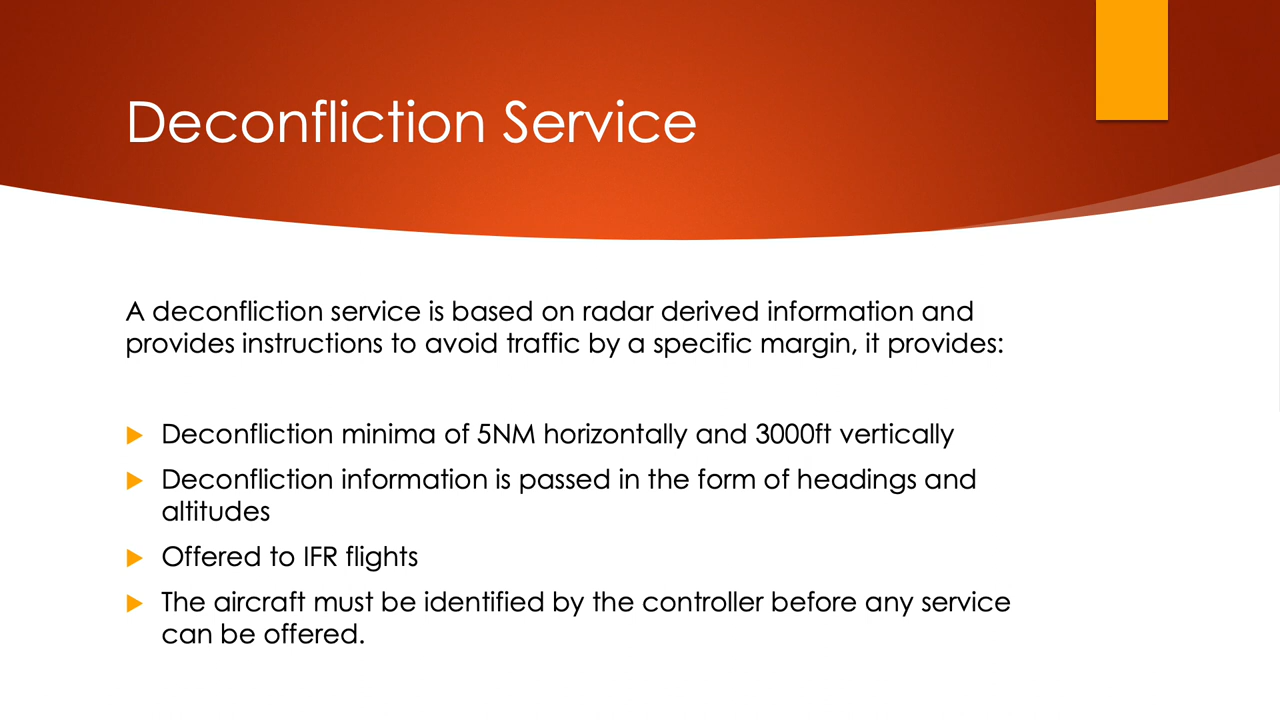 Deconfliction Service
A deconfliction service is based on radar derived information and
provides instructions to avoid traffic by a specific margin, it provides:
Deconfliction minima of 5NM horizontally and 3000ft vertically
Deconfliction information is passed in the form of headings and
altitudes
Offered to IFR flights
The aircraft must be identified by the controller before any service
can be offered.